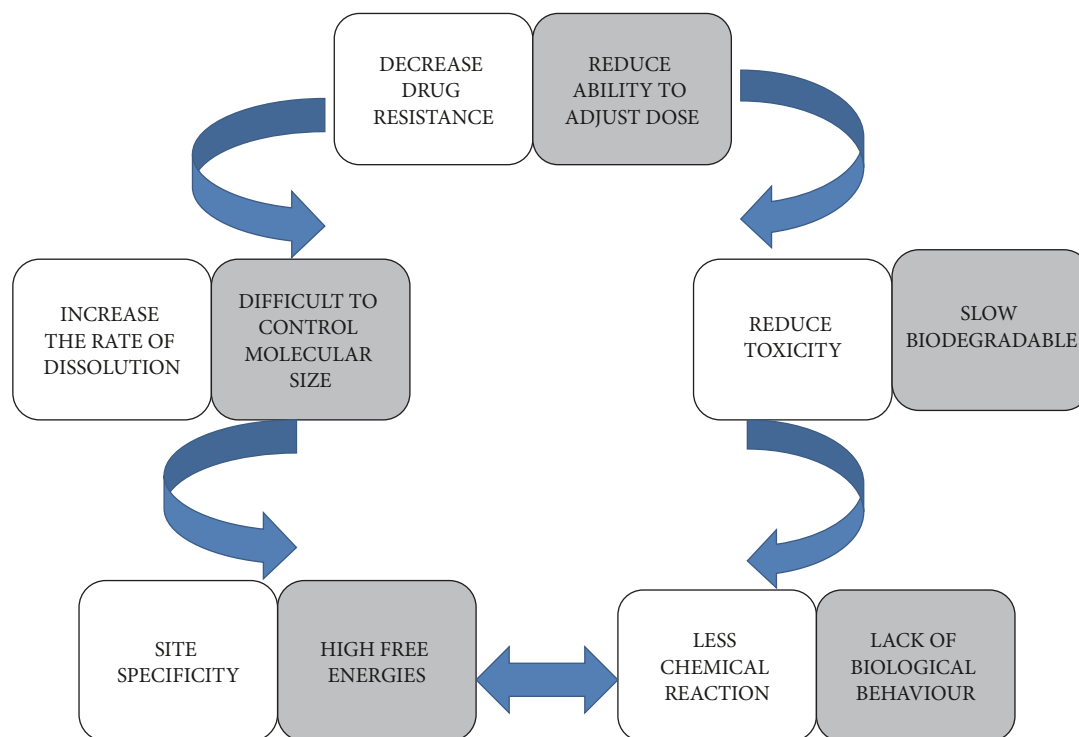 DECREASE
DRUG
RESISTANCE
REDUCE
ABILITY TO
ADJUST DOSE
INCREASE
THE RATE OF
DISSOLUTION
DIFFICULT TO
CONTROL
MOLECULAR
SIZE
REDUCE
TOXICITY
SLOW
BIODEGRADABLE
SITE
SPECIFICITY
HIGH FREE
ENERGIES
LESS
CHEMICAL
REACTION
LACK OF
BIOLOGICAL
BEHAVIOUR